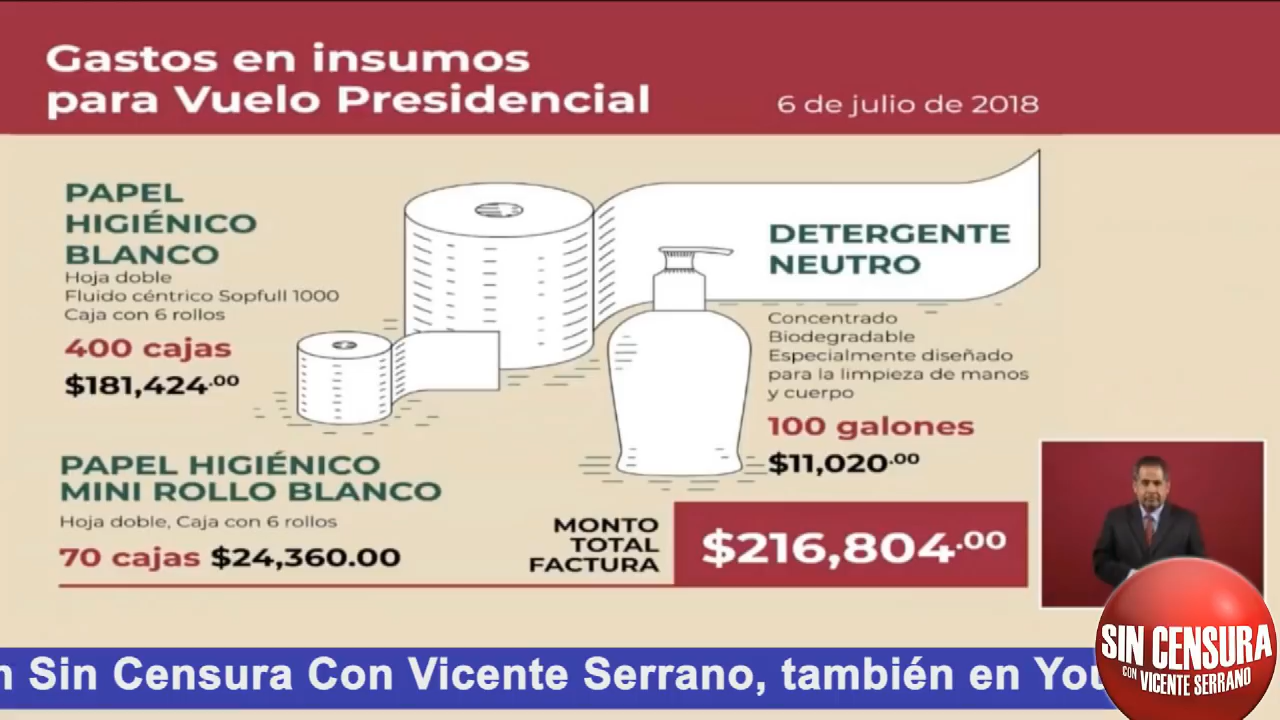 Gastos en insumos
para Vuelo Presidencial
6 de julio de 2018
PAPEL
HIGIÉNICO
BLANCO
Hoja doble
Fluido céntrico Sopfull 1000
Caja con 6 rollos
400 cajas
$181,424.00
DETERGENTE
NEUTRO
Concentrado
Biodegradable
Especialmente diseñado
para la limpieza de manos
y cuerpo
100 galones
$11,020.00
PAPEL HIGIÉNICO
MINI ROLLO BLANCO
Hoja doble, Caja con 6 rollos
70 cajas $24,360.00
MONTO
TOTAL
FACTURA
$216,804.00
n Sin Censura Con Vicente Serrano, también en You
SIN CENSURA
CON VICENTE SERRANO